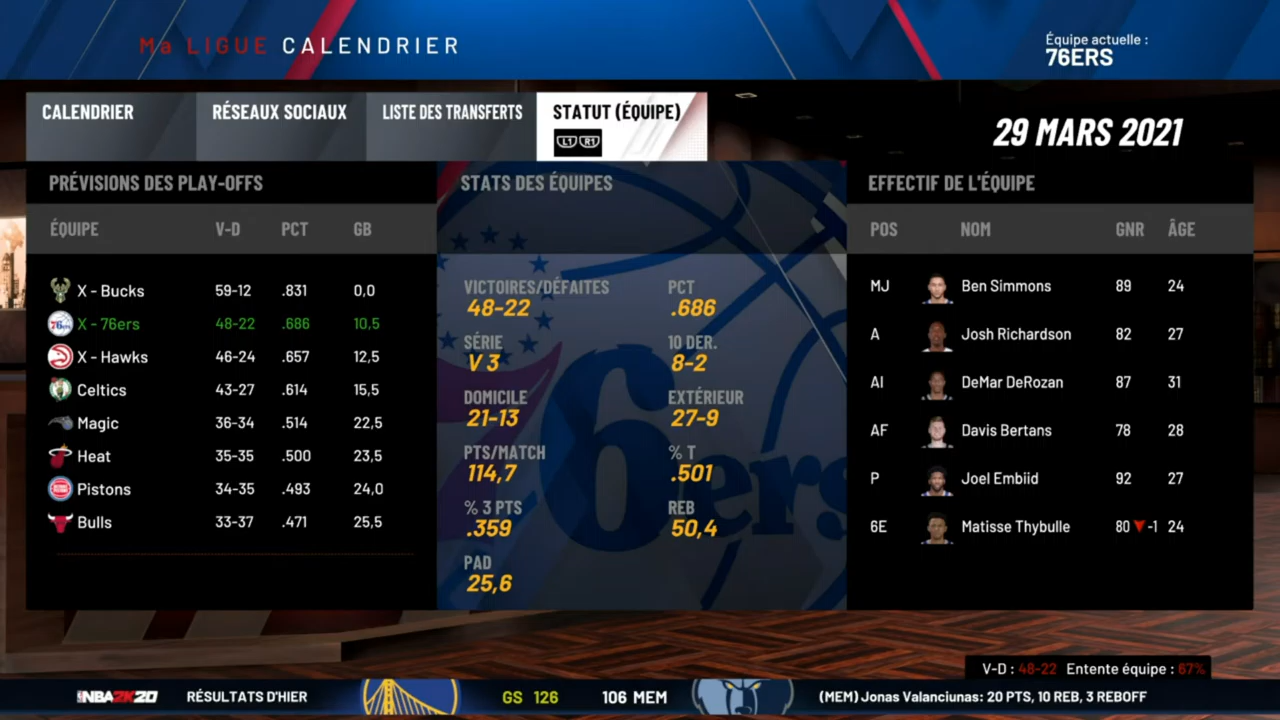 Ma LIGUE CALENDRIER
Équipe actuelle :
76ERS
CALENDRIER
RÉSEAUX SOCIAUX
LISTE DES TRANSFERTS
STATUT (ÉQUIPE)
L1 R1
29 MARS 2021
PRÉVISIONS DES PLAY-OFFS
ÉQUIPE V-D PCT GB
X - Bucks 59-12 .831 0,0
X - 76ers 48-22 .686 10,5
X - Hawks 46-24 .657 12,5
Celtics 43-27 .614 15,5
Magic 36-34 .514 22,5
Heat 35-35 .500 23,5
Pistons 34-35 .493 24,0
Bulls 33-37 .471 25,5
STATS DES ÉQUIPES
VICTOIRES/DÉFAITES PCT
48-22 .686
SÉRIE 10 DER.
V 3 8-2
DOMICILE EXTÉRIEUR
21-13 27-9
PTS/MATCH % T
114,7 .501
% 3 PTS REB
.359 50,4
PAD
25,6
76ers
EFFECTIF DE L'ÉQUIPE
POS NOM GNR ÂGE
MJ Ben Simmons 89 24
A Josh Richardson 82 27
AI DeMar DeRozan 87 31
AF Davis Bertans 78 28
P Joel Embiid 92 27
6E Matisse Thybulle 80 -1 24
V-D : 48-22 Entente équipe : 67%
NBA 2K20 RÉSULTATS D'HIER GS 126 106 MEM (MEM) Jonas Valanciunas: 20 PTS, 10 REB, 3 REBOFF